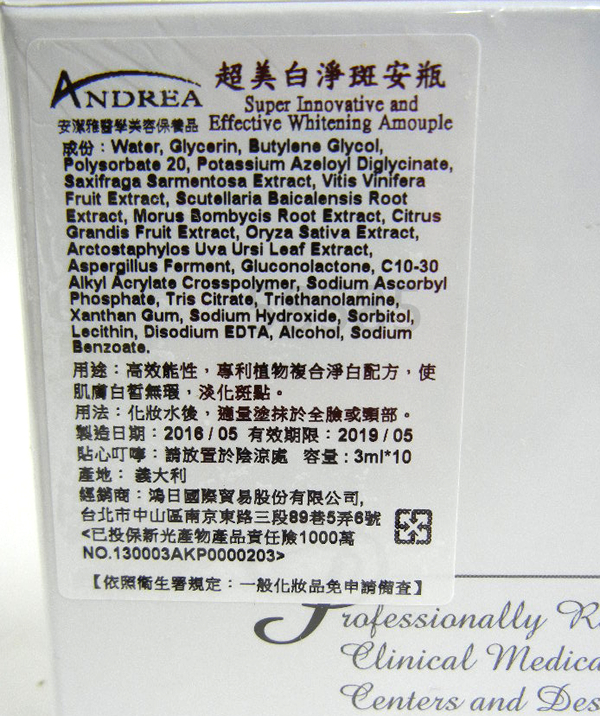 ANDREA
超美白淨斑安瓶
Super Innovative and
安潔雅醫學美容保養品 Effective Whitening Amouple
成份：Water, Glycerin, Butylene Glycol,
Polysorbate 20, Potassium Azeloyl Diglycinate,
Saxifraga Sarmentosa Extract, Vitis Vinifera
Fruit Extract, Scutellaria Baicalensis Root
Extract, Morus Bombycis Root Extract, Citrus
Grandis Fruit Extract, Oryza Sativa Extract,
Arctostaphylos Uva Ursi Leaf Extract,
Aspergillus Ferment, Gluconolactone, C10-30
Alkyl Acrylate Crosspolymer, Sodium Ascorbyl
Phosphate, Tris Citrate, Triethanolamine,
Xanthan Gum, Sodium Hydroxide, Sorbitol,
Lecithin, Disodium EDTA, Alcohol, Sodium
Benzoate.
用途：高效能性，專利植物複合淨白配方，使
肌膚白皙無瑕，淡化斑點。
用法：化妝水後，適量塗抹於全臉或頸部。
製造日期：2016 / 05 有效期限：2019 / 05
貼心叮嚀：請放置於陰涼處 容量：3ml*10
產地： 義大利
經銷商：鴻日國際貿易股份有限公司,
台北市中山區南京東路三段89巷5弄6號
<已投保新光產物產品責任險1000萬
NO.130003AKP0000203>
【依照衛生署規定：一般化妝品免申請備查】
Professionally R
Clinical Medica
Centers and Des